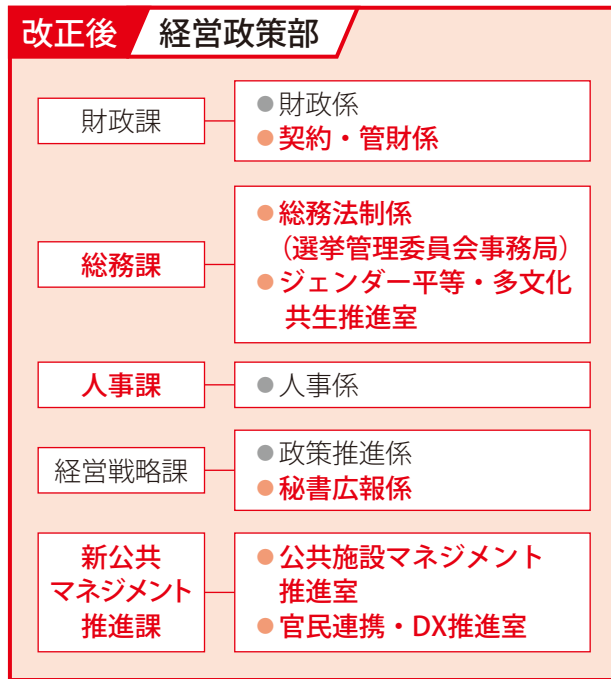 改正後 経営政策部
財政課
●財政係
●契約・管財係
総務課
●総務法制係
（選挙管理委員会事務局）
●ジェンダー平等・多文化
共生推進室
人事課
●人事係
経営戦略課
●政策推進係
●秘書広報係
新公共
マネジメント
推進課
●公共施設マネジメント
推進室
●官民連携・DX推進室